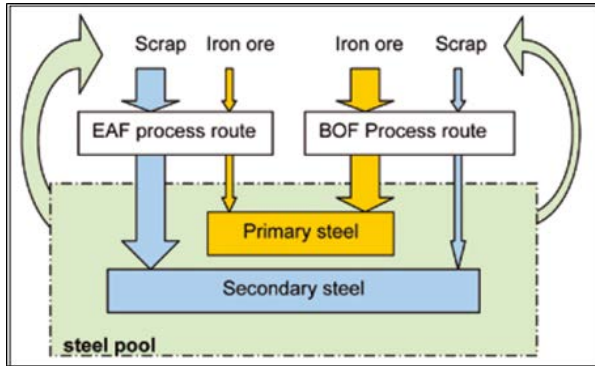 Scrap Iron ore Iron ore Scrap
EAF process route BOF Process route
Primary steel
Secondary steel
steel pool